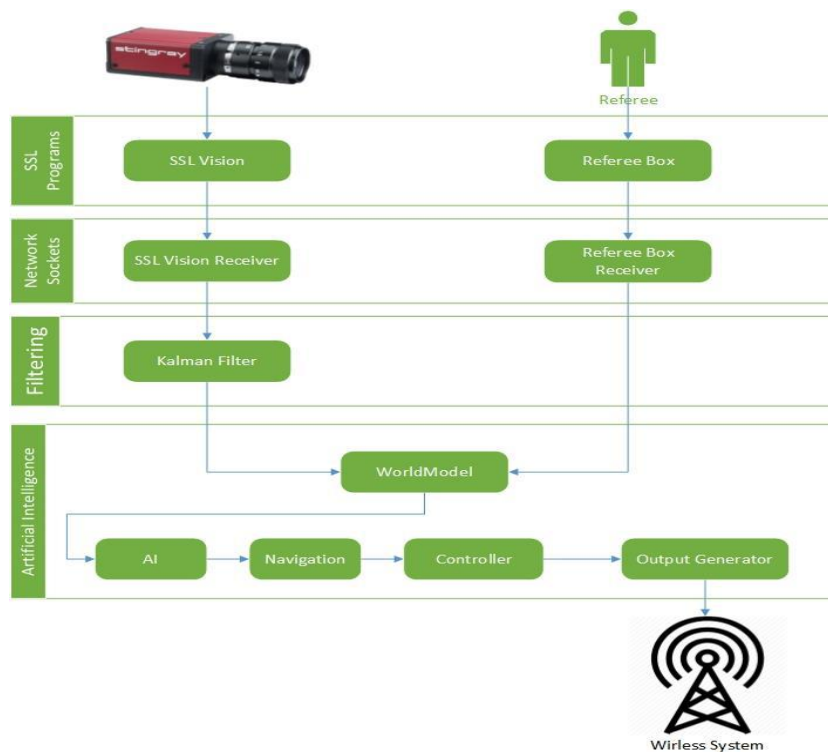 stingray
Referee
SSL
Programs
SSL Vision
Referee Box
Network
Sockets
SSL Vision Receiver
Referee Box
Receiver
Filtering
Kalman Filter
Artificial Intelligence
WorldModel
AI
Navigation
Controller
Output Generator
Wirless System